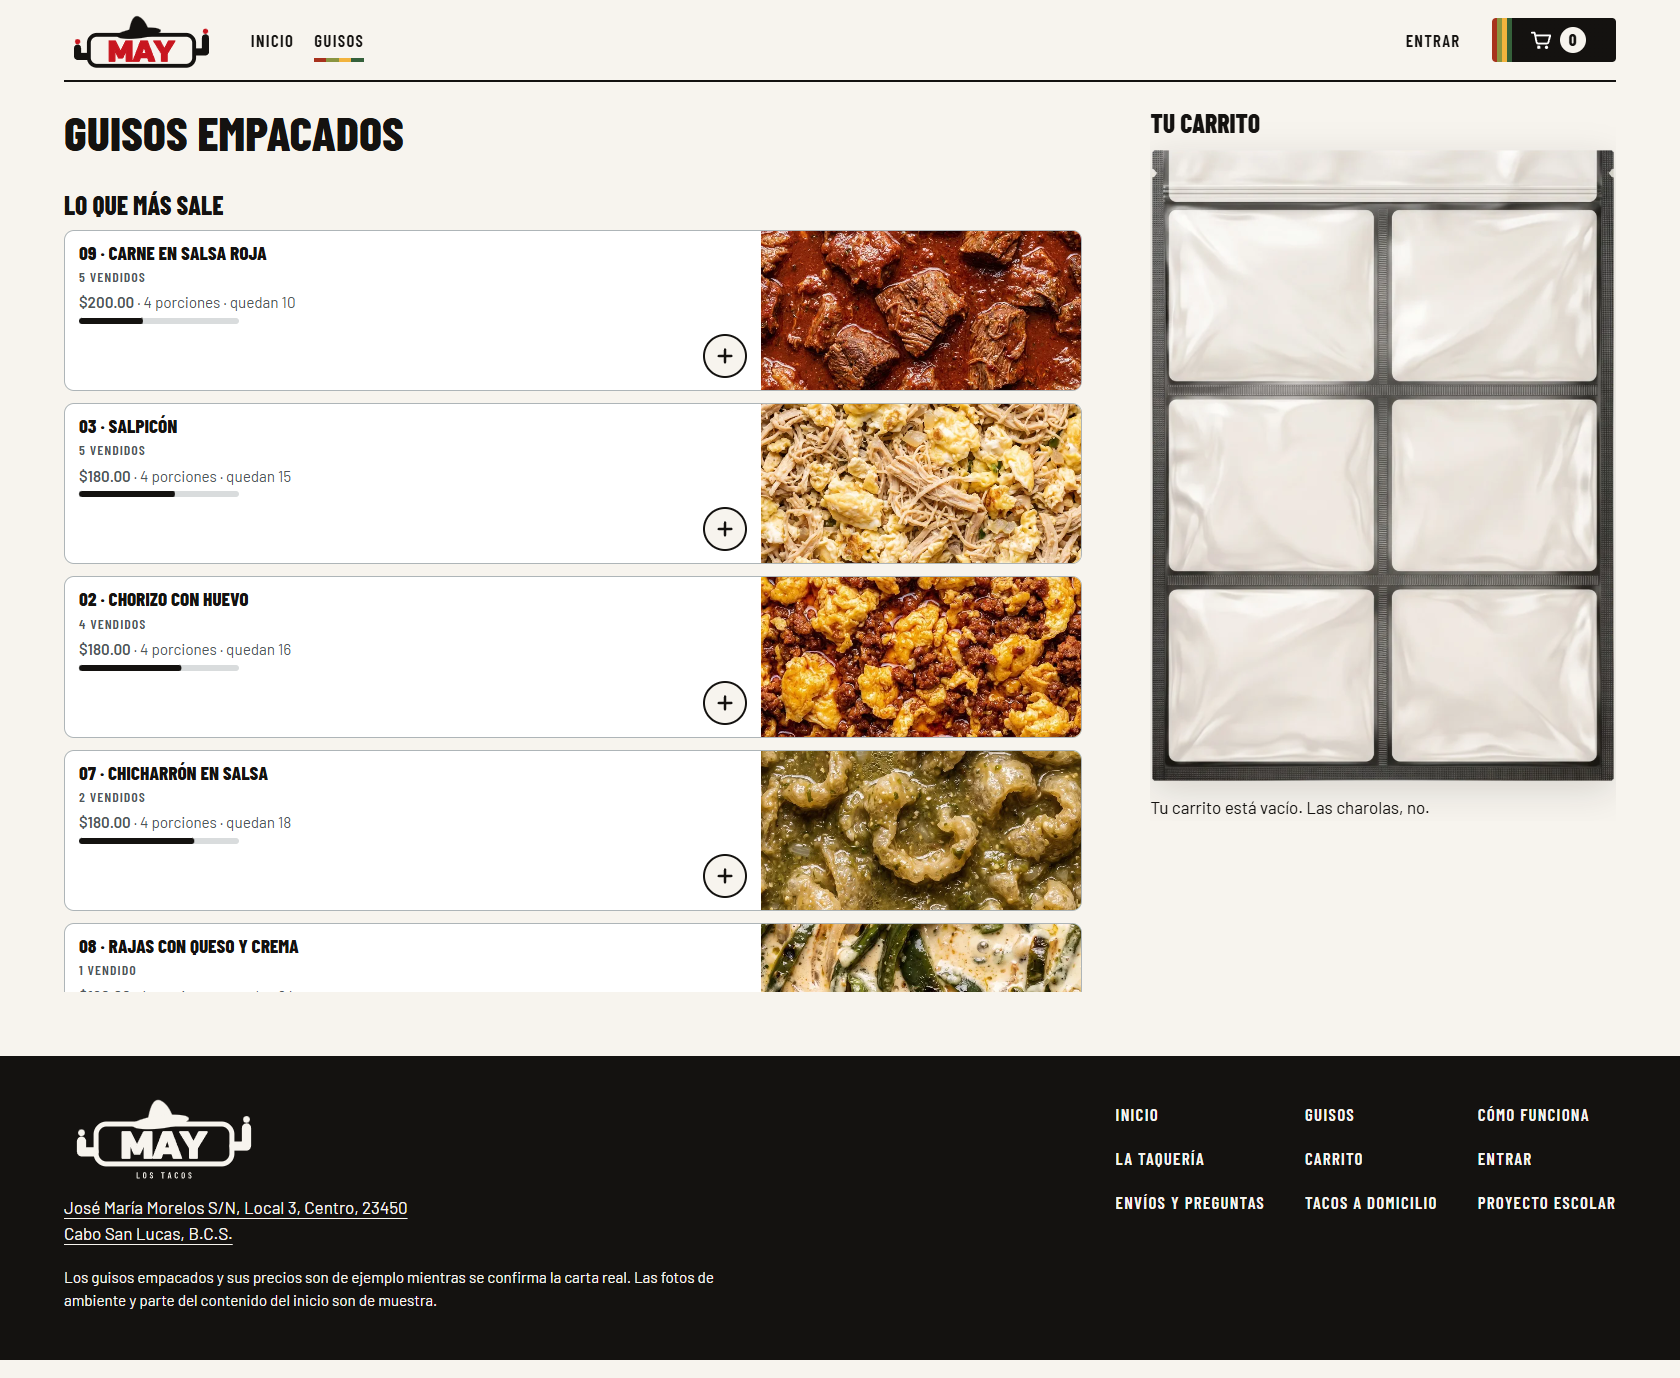 MAY
INICIO
GUISOS
ENTRAR
0
GUISOS EMPACADOS
LO QUE MÁS SALE
09 · CARNE EN SALSA ROJA
5 VENDIDOS
$200.00 · 4 porciones · quedan 10
03 · SALPICÓN
5 VENDIDOS
$180.00 · 4 porciones · quedan 15
02 · CHORIZO CON HUEVO
4 VENDIDOS
$180.00 · 4 porciones · quedan 16
07 · CHICHARRÓN EN SALSA
2 VENDIDOS
$180.00 · 4 porciones · quedan 18
08 · RAJAS CON QUESO Y CREMA
1 VENDIDO
TU CARRITO
Tu carrito está vacío. Las charolas, no.
MAY
LOS TACOS
José María Morelos S/N, Local 3, Centro, 23450
Cabo San Lucas, B.C.S.
Los guisos empacados y sus precios son de ejemplo mientras se confirma la carta real. Las fotos de
ambiente y parte del contenido del inicio son de muestra.
INICIO
GUISOS
CÓMO FUNCIONA
LA TAQUERÍA
CARRITO
ENTRAR
ENVÍOS Y PREGUNTAS
TACOS A DOMICILIO
PROYECTO ESCOLAR